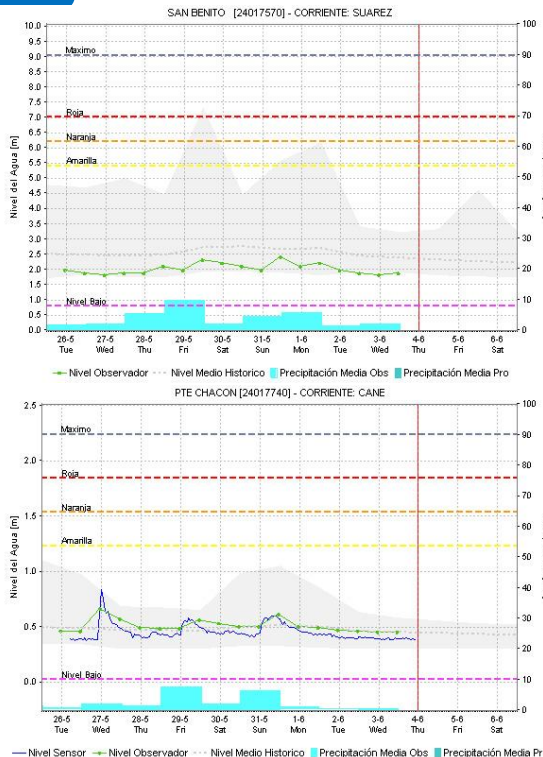 SAN BENITO [24017570] - CORRIENTE: SUAREZ
Nivel del Agua [m]
10.0 9.5 9.0 8.5 8.0 7.5 7.0 6.5 6.0 5.5 5.0 4.5 4.0 3.5 3.0 2.5 2.0 1.5 1.0 0.5 0.0
Maximo
Roja
Naranja
Amarilla
Nivel Bajo
100 90 80 70 60 50 40 30 20 10 0
26-5 27-5 28-5 29-5 30-5 31-5 1-6 2-6 3-6 4-6 5-6 6-6
Tue Wed Thu Fri Sat Sun Mon Tue Wed Thu Fri Sat
Nivel Observador Nivel Medio Historico Precipitación Media Obs Precipitación Media Pro
PTE CHACON [24017740] - CORRIENTE: CANE
Nivel del Agua [m]
2.5 2.0 1.5 1.0 0.5 0.0
Maximo
Roja
Naranja
Amarilla
Nivel Bajo
100 90 80 70 60 50 40 30 20 10 0
26-5 27-5 28-5 29-5 30-5 31-5 1-6 2-6 3-6 4-6 5-6 6-6
Tue Wed Thu Fri Sat Sun Mon Tue Wed Thu Fri Sat
Nivel Sensor Nivel Observador Nivel Medio Historico Precipitación Media Obs Precipitación Media Pr